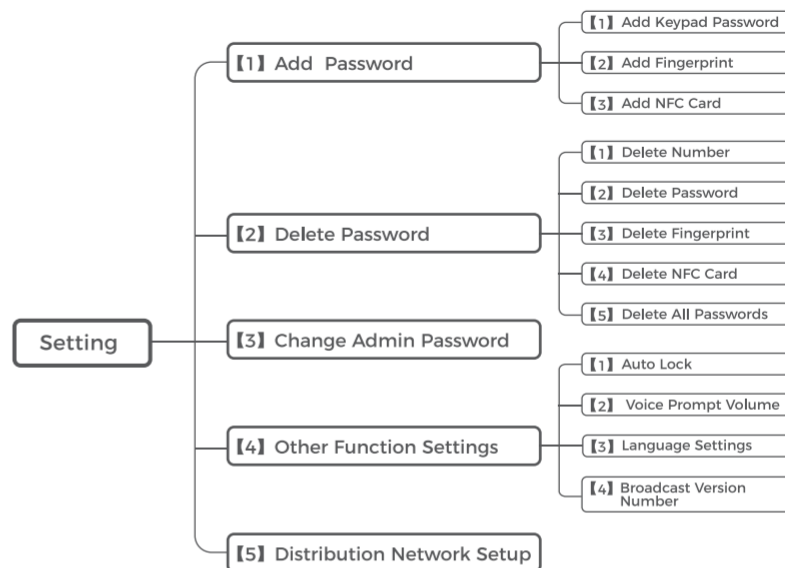 Setting
【1】Add Password
【1】Add Keypad Password
【2】Add Fingerprint
【3】Add NFC Card
【2】Delete Password
【1】Delete Number
【2】Delete Password
【3】Delete Fingerprint
【4】Delete NFC Card
【5】Delete All Passwords
【3】Change Admin Password
【4】Other Function Settings
【1】Auto Lock
【2】Voice Prompt Volume
【3】Language Settings
【4】Broadcast Version
Number
【5】Distribution Network Setup